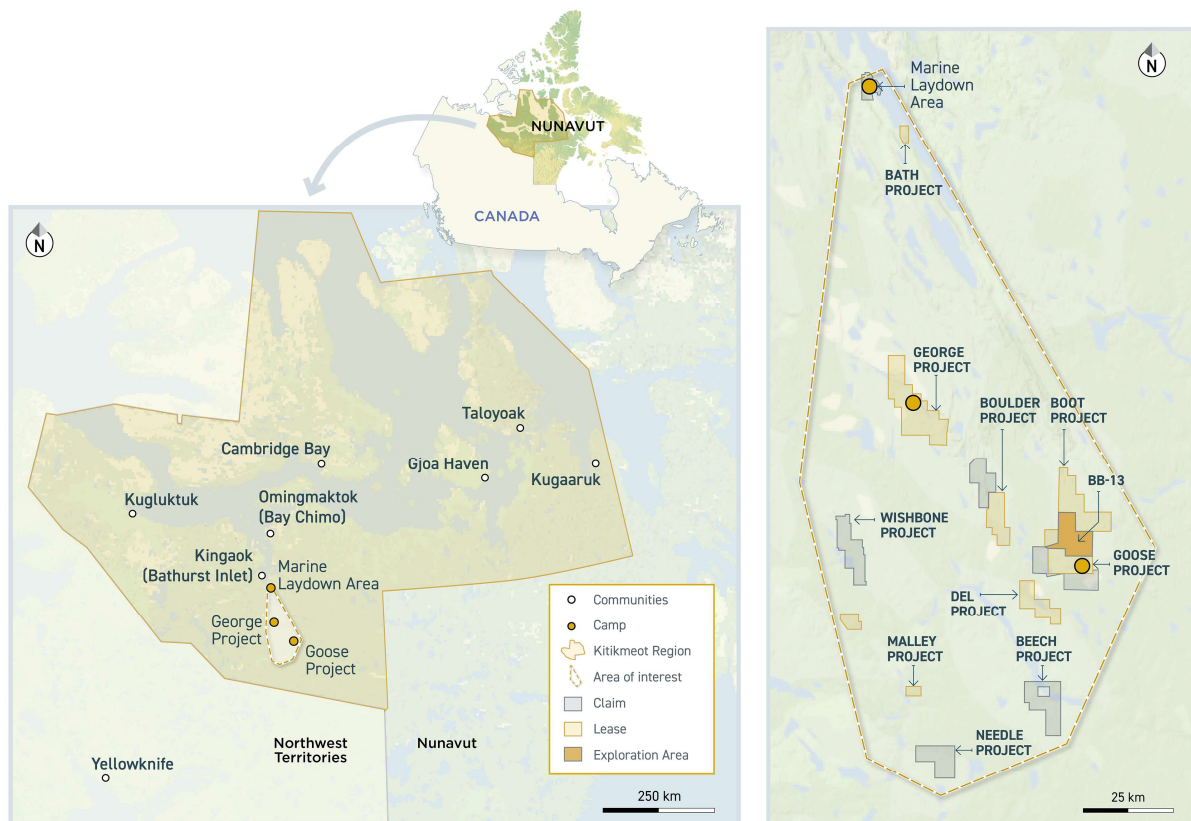 NUNAVUT
CANADA
N
Taloyoak
Cambridge Bay
Gjoa Haven
Kugaaruk
Kugluktuk
Omingmaktok
(Bay Chimo)
Kingaok
(Bathurst Inlet)
Marine
Laydown Area
George
Project
Goose
Project
Northwest
Territories
Nunavut
Yellowknife
Communities
Camp
Kitikmeot Region
Area of interest
Claim
Lease
Exploration Area
250 km
N
Marine
Laydown
Area
BATH
PROJECT
GEORGE
PROJECT
BOULDER
PROJECT
BOOT
PROJECT
BB-13
WISHBONE
PROJECT
GOOSE
PROJECT
DEL
PROJECT
MALLEY
PROJECT
BEECH
PROJECT
NEEDLE
PROJECT
25 km